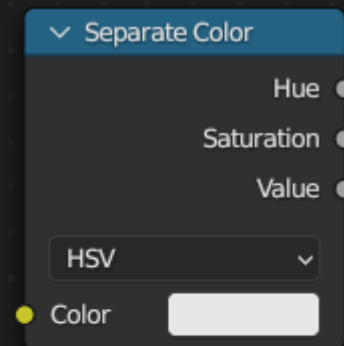 Separate Color
Hue
Saturation
Value
HSV
Color